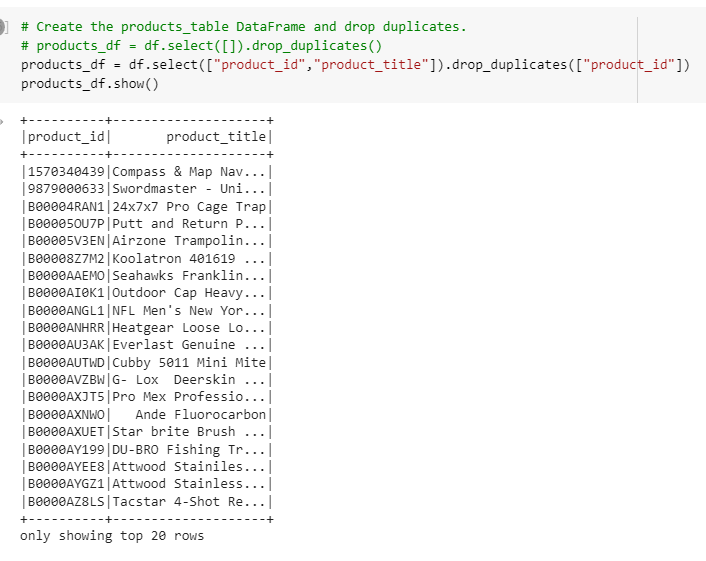 ]
# Create the products_table DataFrame and drop duplicates.
# products_df = df.select([]).drop_duplicates()
products_df = df.select(["product_id","product_title"]).drop_duplicates(["product_id"])
products_df.show()
+----------+--------------------+
|product_id|       product_title|
+----------+--------------------+
|1570340439|Compass & Map Nav...|
|9879000633|Swordmaster - Uni...|
|B00004RAN1|24x7x7 Pro Cage Trap|
|B00005OU7P|Putt and Return P...|
|B00005V3EN|Airzone Trampolin...|
|B00008Z7M2|Koolatron 401619 ...|
|B0000AAEMO|Seahawks Franklin...|
|B0000AI0K1|Outdoor Cap Heavy...|
|B0000ANGL1|NFL Men's New Yor...|
|B0000ANHRR|Heatgear Loose Lo...|
|B0000AU3AK|Everlast Genuine ...|
|B0000AUTWD|Cubby 5011 Mini Mite|
|B0000AVZBW|G- Lox  Deerskin ...|
|B0000AXJT5|Pro Mex Professio...|
|B0000AXNWO|   Ande Fluorocarbon|
|B0000AXUET|Star brite Brush ...|
|B0000AY199|DU-BRO Fishing Tr...|
|B0000AYEE8|Attwood Stainiles...|
|B0000AYGZ1|Attwood Stainless...|
|B0000AZ8LS|Tacstar 4-Shot Re...|
+----------+--------------------+
only showing top 20 rows